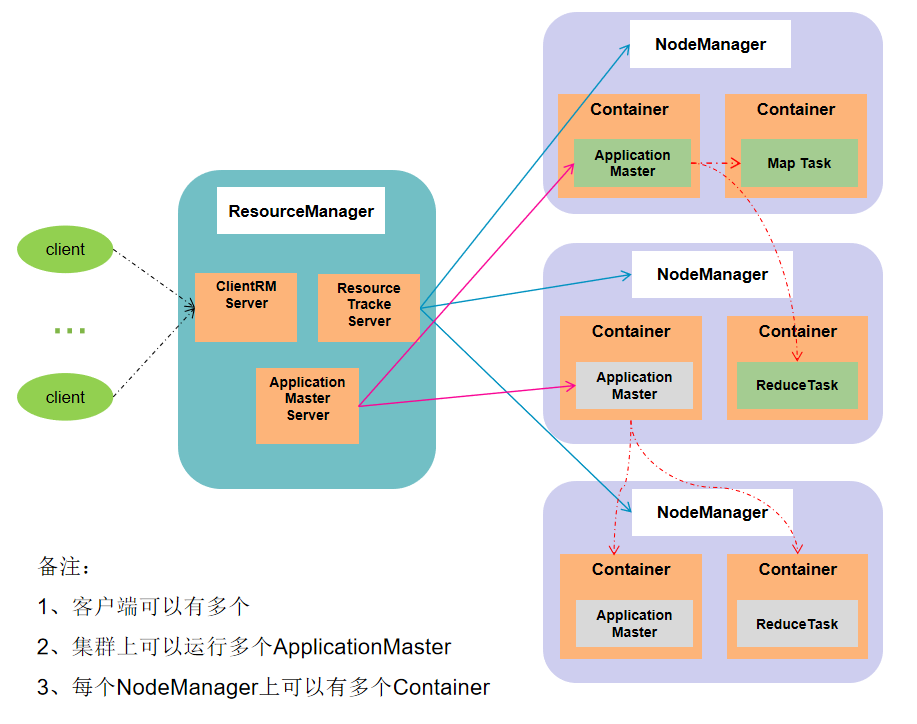 client
...
client
ResourceManager
ClientRM
Server
Resource
Tracke
Server
Application
Master
Server
NodeManager
Container
Application
Master
Container
Map Task
NodeManager
Container
Application
Master
Container
ReduceTask
NodeManager
Container
Application
Master
Container
ReduceTask
备注：
1、客户端可以有多个
2、集群上可以运行多个ApplicationMaster
3、每个NodeManager上可以有多个Container